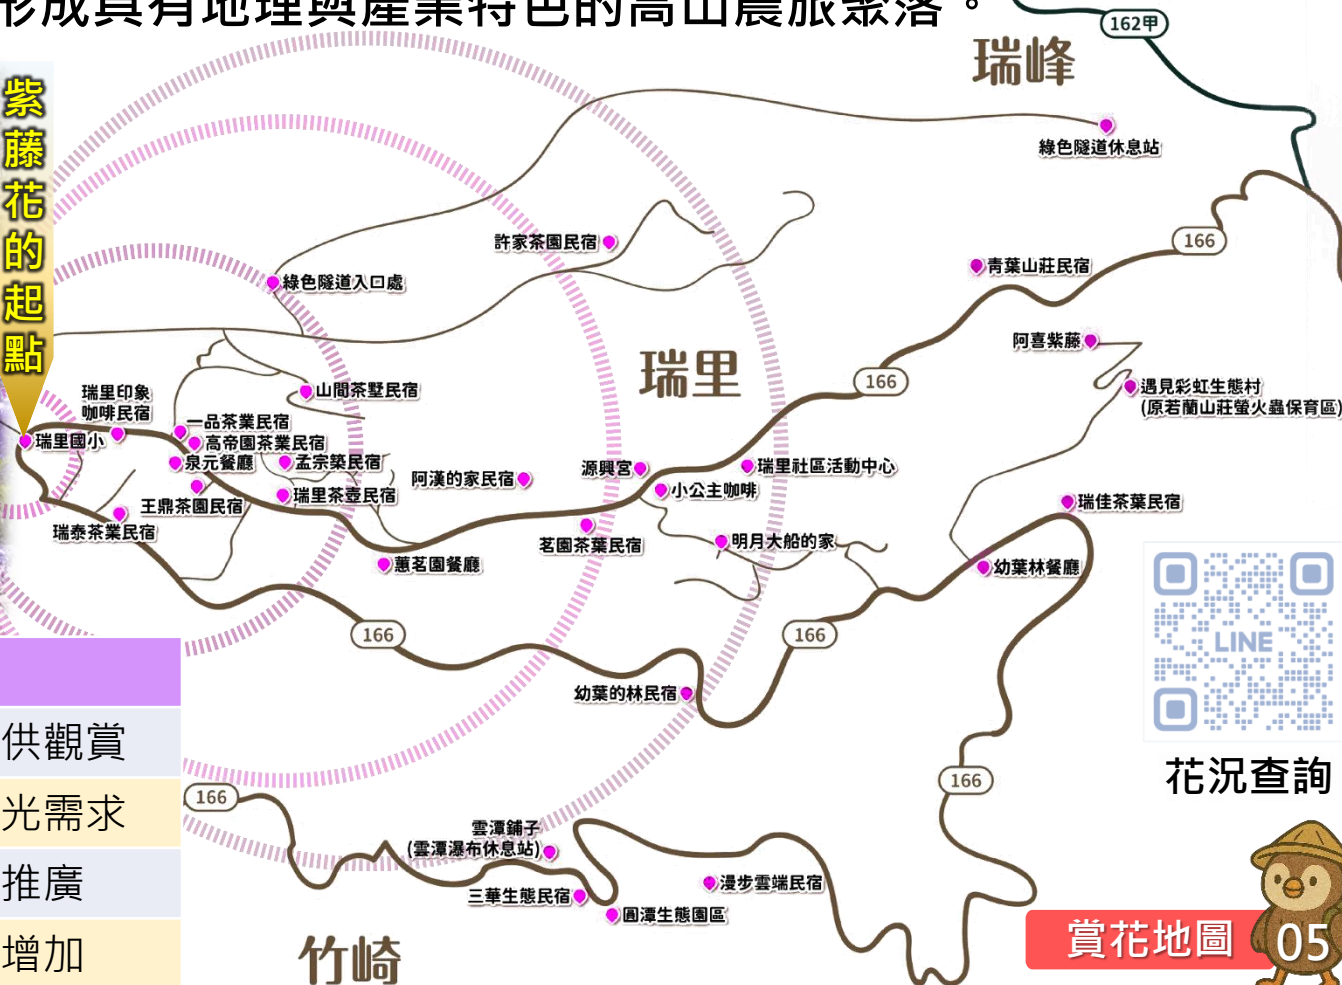 形成具有地理與產業特色的高山農旅聚落。
162甲
瑞峰
紫藤花的起點
綠色隧道休息站
許家茶園民宿
166
青葉山莊民宿
綠色隧道入口處
阿喜紫藤
瑞里
166
遇見彩虹生態村
(原若蘭山莊螢火蟲保育區)
山間茶墅民宿
瑞里印象
咖啡民宿
一品茶業民宿
瑞里國小
高帝園茶業民宿
泉元餐廳
孟宗築民宿
源興宮
瑞里社區活動中心
阿漢的家民宿
小公主咖啡
瑞里茶壺民宿
王鼎茶園民宿
瑞佳茶葉民宿
瑞泰茶業民宿
茗園茶葉民宿
明月大船的家
蕙茗園餐廳
幼葉林餐廳
LINE
166
166
幼葉的林民宿
供觀賞
花況查詢
166
166
光需求
雲潭鋪子
(雲潭瀑布休息站)
推廣
漫步雲端民宿
三華生態民宿
圓潭生態園區
增加
竹崎
賞花地圖
05